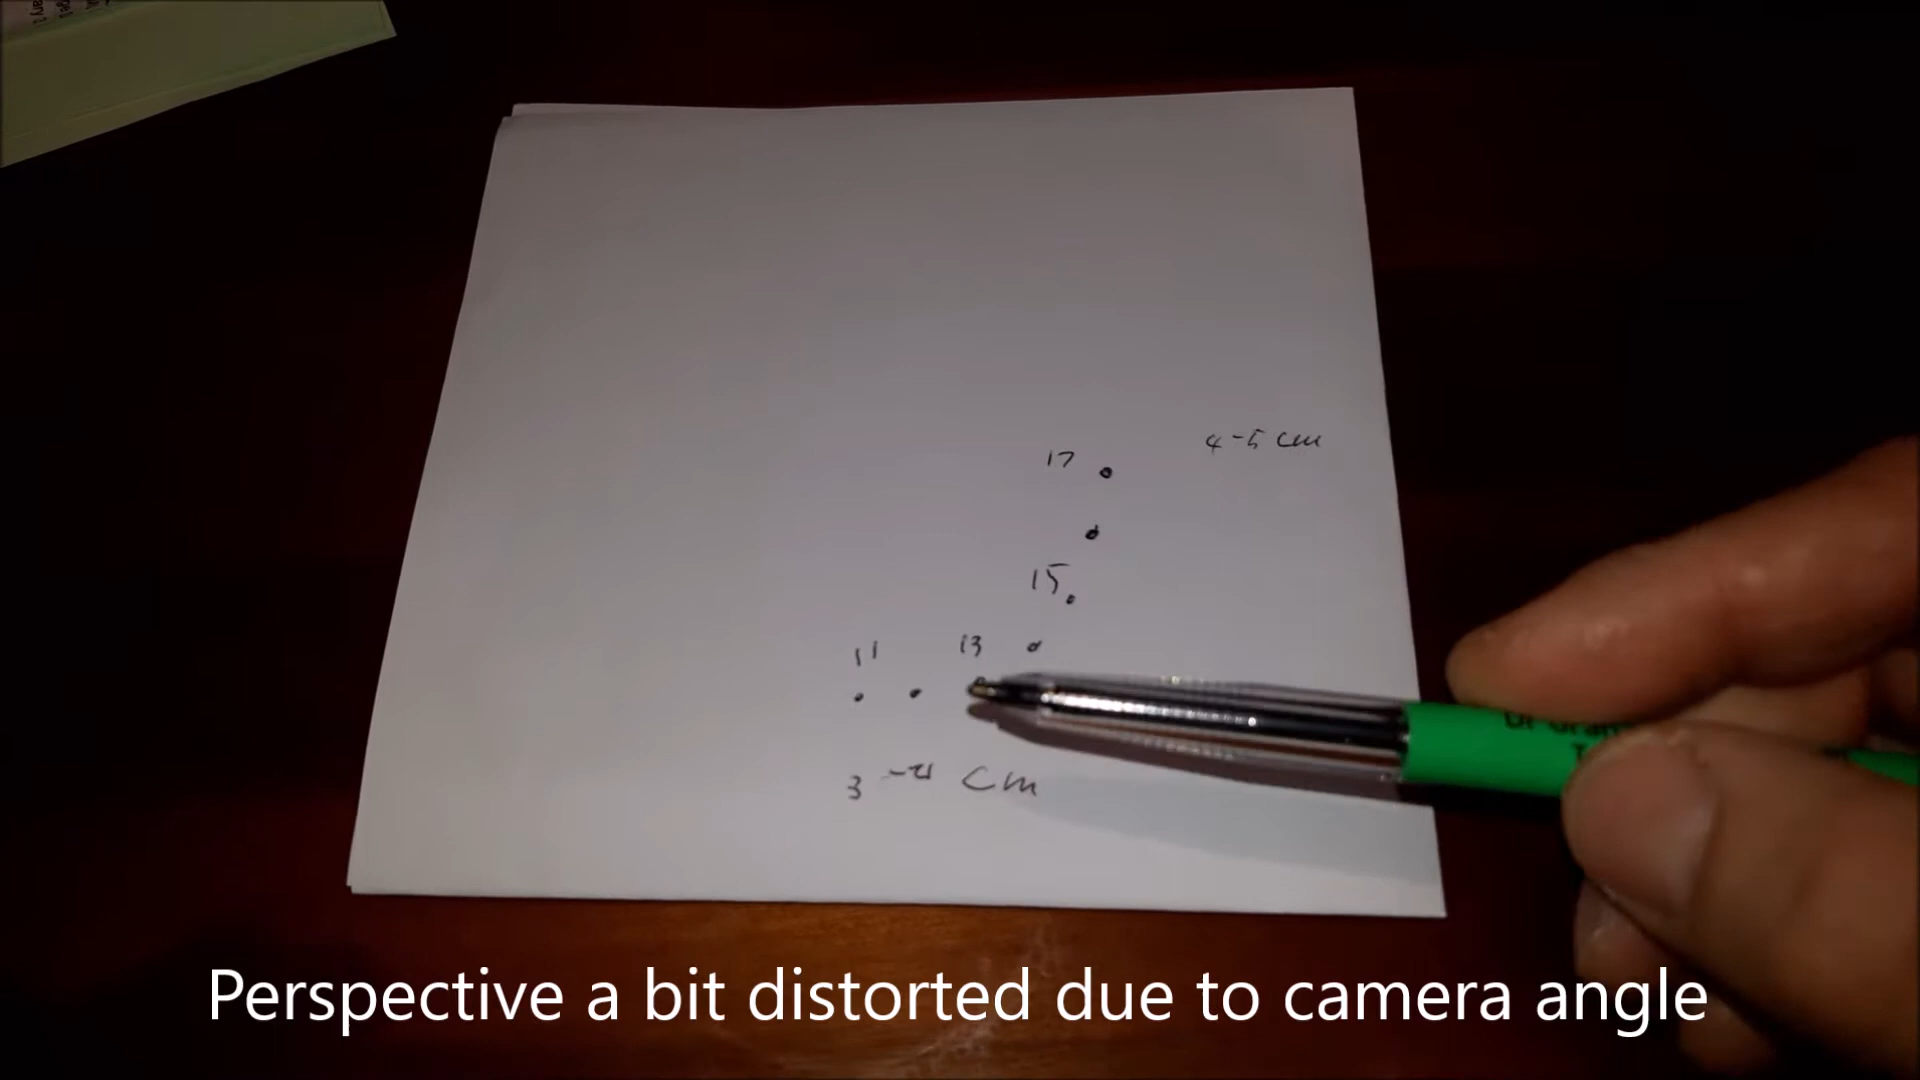 4-5 cm
17
15
11 13
3-4 cm
Perspective a bit distorted due to camera angle